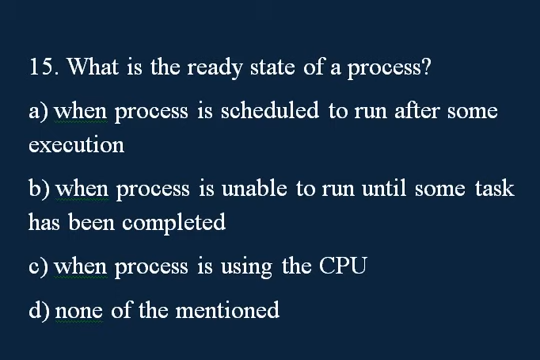 15. What is the ready state of a process?
a) when process is scheduled to run after some
execution
b) when process is unable to run until some task
has been completed
c) when process is using the CPU
d) none of the mentioned